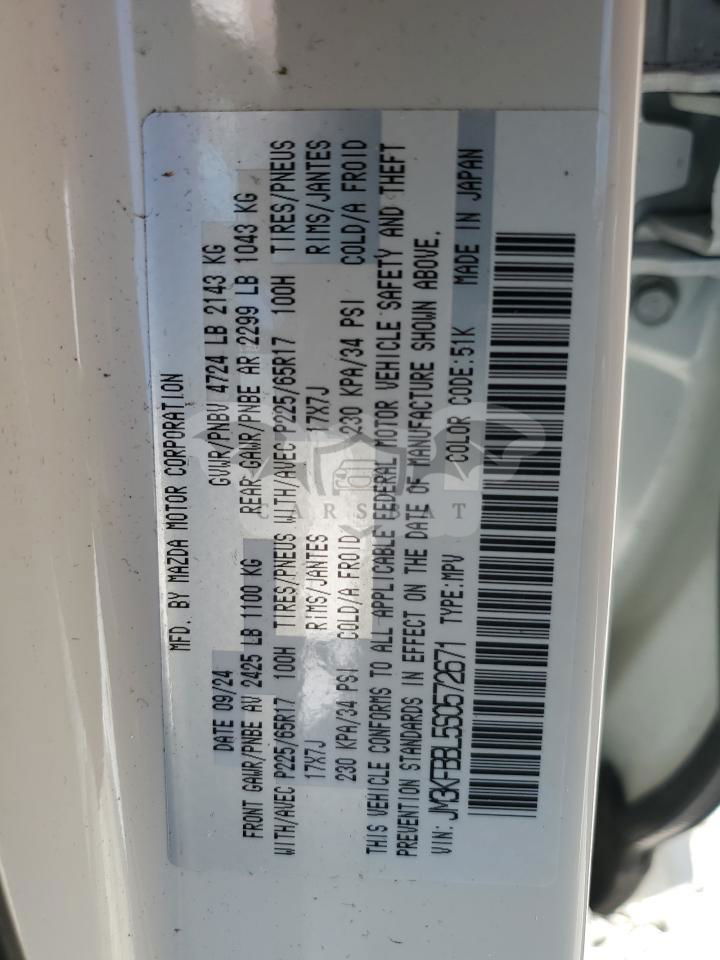 MFD. BY MAZDA MOTOR CORPORATION
DATE 09/24 GVWR/PNBV 4724 LB 2143 KG
FRONT GAWR/PNBE AV 2425 LB 1100 KG REAR GAWR/PNBE AR 2299 LB 1043 KG
WITH/AVEC P225/65R17 100H TIRES/PNEUS WITH/AVEC P225/65R17 100H TIRES/PNEUS
17X7J RIMS/JANTES 17X7J RIMS/JANTES
230 KPA/34 PSI COLD/A FROID 230 KPA/34 PSI COLD/A FROID
THIS VEHICLE CONFORMS TO ALL APPLICABLE FEDERAL MOTOR VEHICLE SAFETY AND THEFT
PREVENTION STANDARDS IN EFFECT ON THE DATE OF MANUFACTURE SHOWN ABOVE.
VIN: JM3KFBBL5S0572671 TYPE:MPV COLOR CODE:51K MADE IN JAPAN
CARSBAT